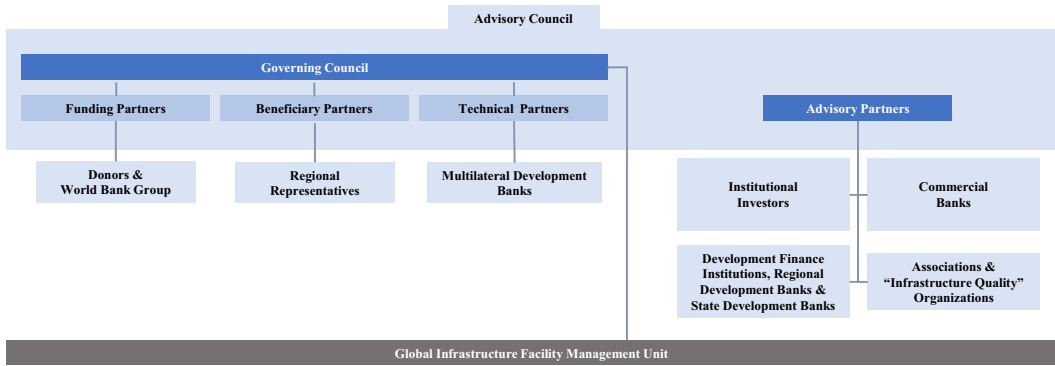 Advisory Council
Governing Council
Funding Partners
Beneficiary Partners
Technical Partners
Advisory Partners
Donors &
World Bank Group
Regional
Representatives
Multilateral Development
Banks
Institutional
Investors
Commercial
Banks
Development Finance
Institutions, Regional
Development Banks &
State Development Banks
Associations &
“Infrastructure Quality”
Organizations
Global Infrastructure Facility Management Unit